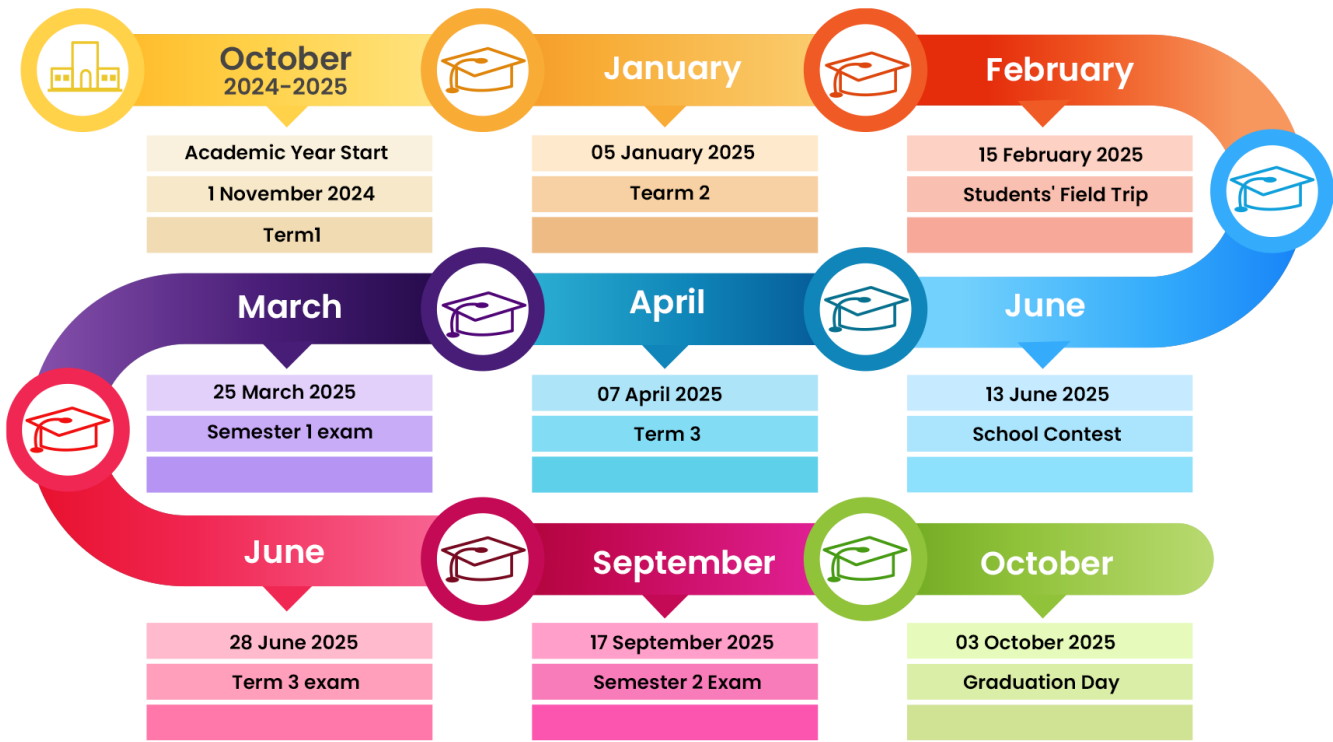 October
2024-2025
Academic Year Start
1 November 2024
Term1
January
05 January 2025
Tearm 2
February
15 February 2025
Students' Field Trip
March
25 March 2025
Semester 1 exam
April
07 April 2025
Term 3
June
13 June 2025
School Contest
June
28 June 2025
Term 3 exam
September
17 September 2025
Semester 2 Exam
October
03 October 2025
Graduation Day